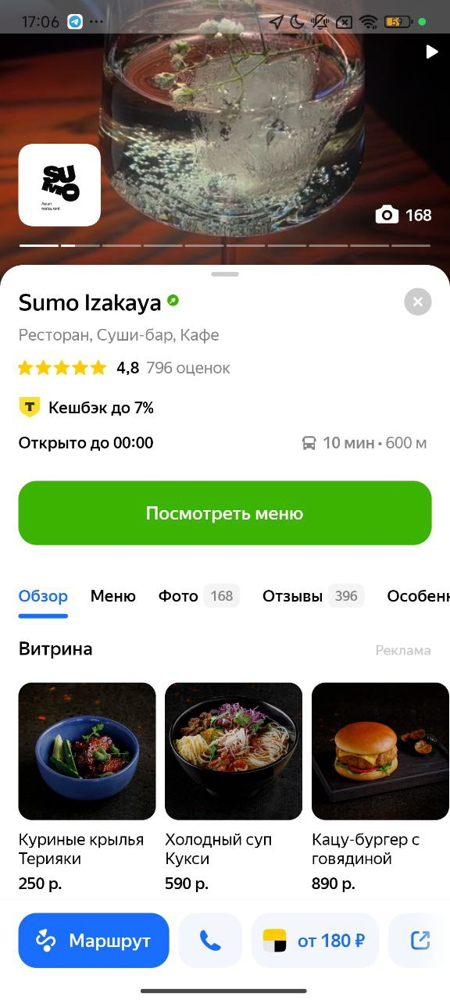 17:06 ...
59
SUMO
Asian
restaurant
168
Sumo Izakaya
Ресторан, Суши-бар, Кафе
4,8 796 оценок
Т Кешбэк до 7%
Открыто до 00:00 10 мин • 600 м
Посмотреть меню
Обзор Меню Фото 168 Отзывы 396 Особенн
Витрина Реклама
Куриные крылья
Терияки
250 р.
Холодный суп
Кукси
590 р.
Кацу-бургер с
говядиной
890 р.
Маршрут от 180 ₽